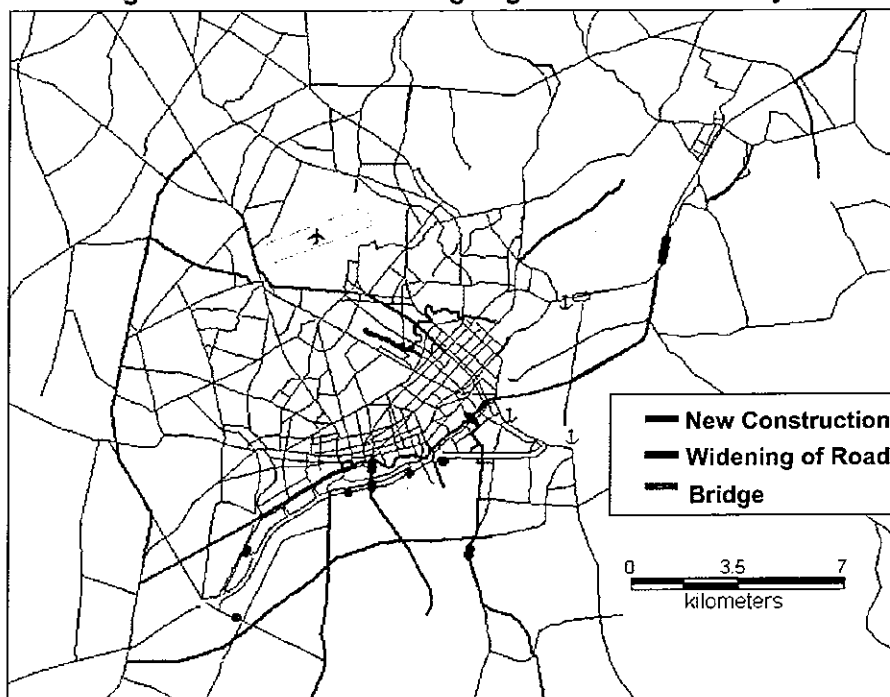 New Construction
Widening of Road
Bridge
0 3.5 7
kilometers